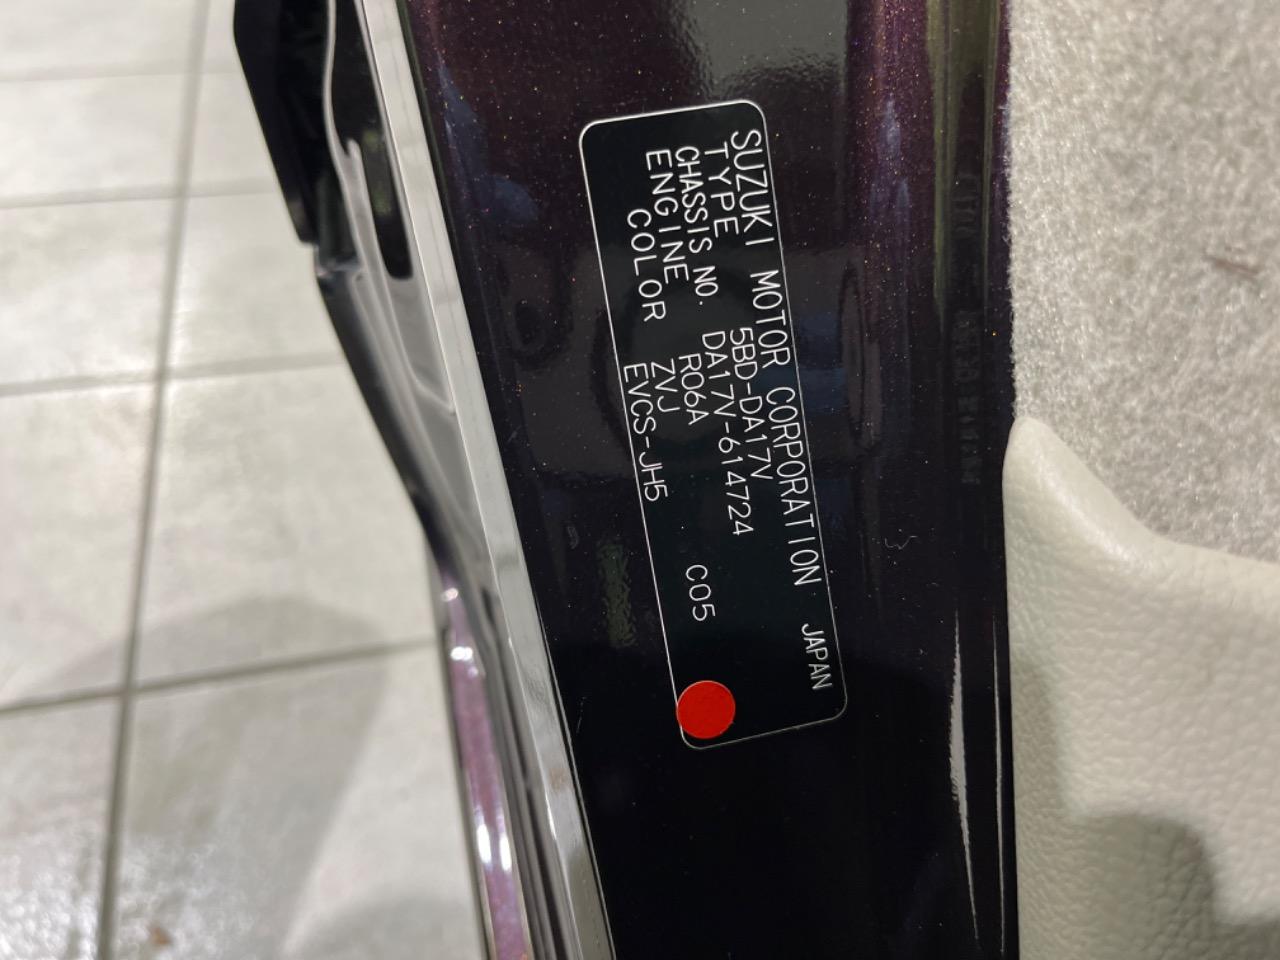 SUZUKI MOTOR CORPORATION JAPAN
TYPE 5BD-DA17V
CHASSIS NO. DA17V-614724
ENGINE R06A
COLOR ZVJ C05
EVCS-JH5